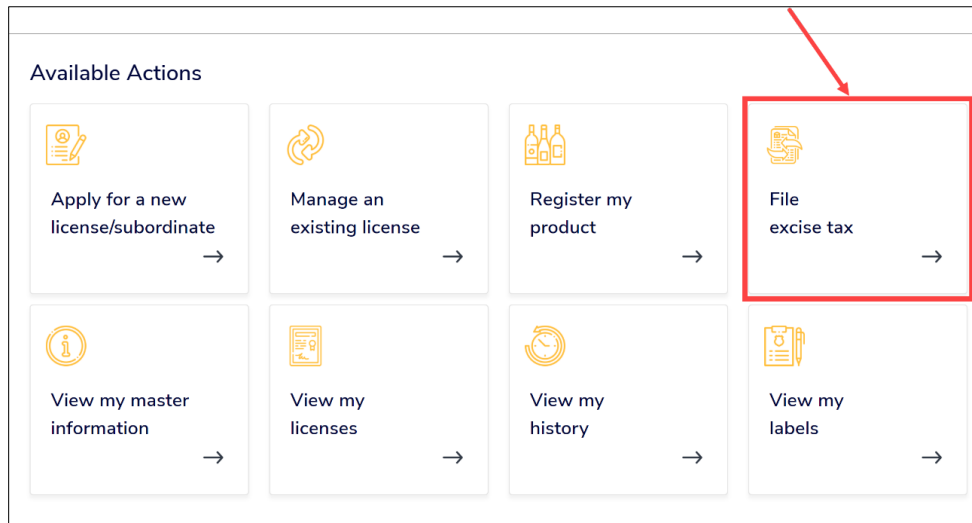 Available Actions
Apply for a new
license/subordinate
Manage an
existing license
Register my
product
File
excise tax
View my master
information
View my
licenses
View my
history
View my
labels